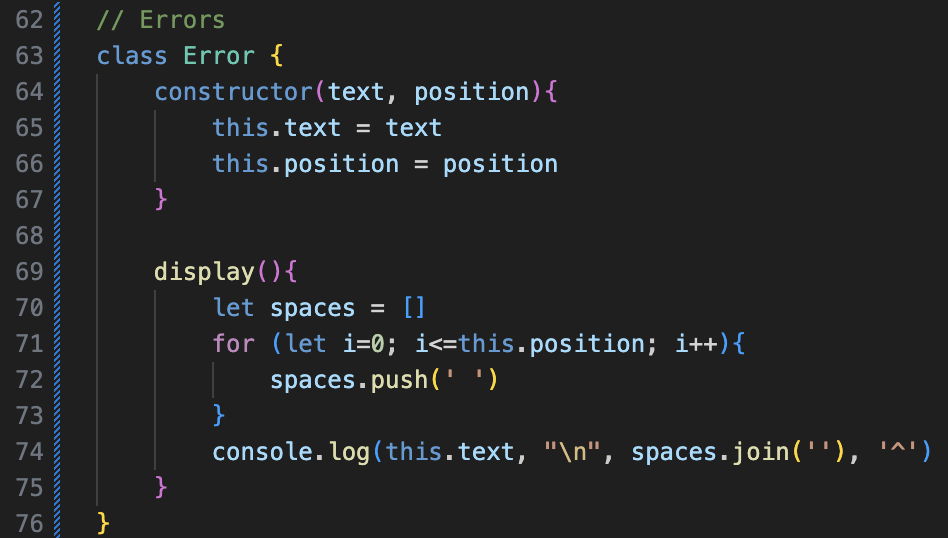 62 // Errors
63 class Error {
64     constructor(text, position){
65         this.text = text
66         this.position = position
67     }
68
69     display(){
70         let spaces = []
71         for (let i=0; i<=this.position; i++){
72             spaces.push(' ')
73         }
74         console.log(this.text, "\n", spaces.join(''), '^')
75     }
76 }